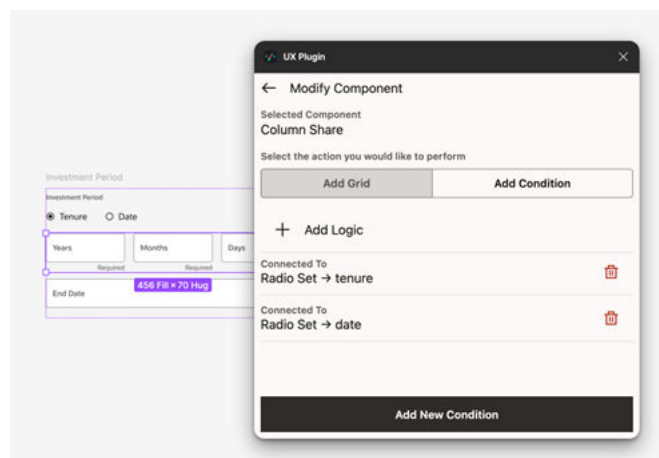 Investment Period
Investment Period
Tenure
Date
Years
Months
Days
Required
Required
456 Fill × 70 Hug
End Date
UX Plugin
← Modify Component
Selected Component
Column Share
Select the action you would like to perform
Add Grid
Add Condition
+ Add Logic
Connected To
Radio Set → tenure
Connected To
Radio Set → date
Add New Condition